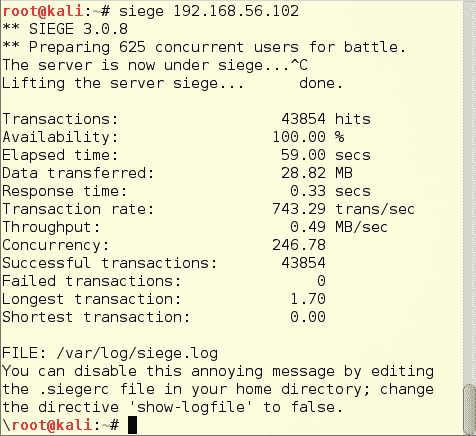 root@kali:~# siege 192.168.56.102
** SIEGE 3.0.8
** Preparing 625 concurrent users for battle.
The server is now under siege...^C
Lifting the server siege...      done.

Transactions:                  43854 hits
Availability:                 100.00 %
Elapsed time:                  59.00 secs
Data transferred:              28.82 MB
Response time:                  0.33 secs
Transaction rate:             743.29 trans/sec
Throughput:                     0.49 MB/sec
Concurrency:                  246.78
Successful transactions:       43854
Failed transactions:               0
Longest transaction:            1.70
Shortest transaction:           0.00

FILE: /var/log/siege.log
You can disable this annoying message by editing
the .siegerc file in your home directory; change
the directive 'show-logfile' to false.
\root@kali:~#